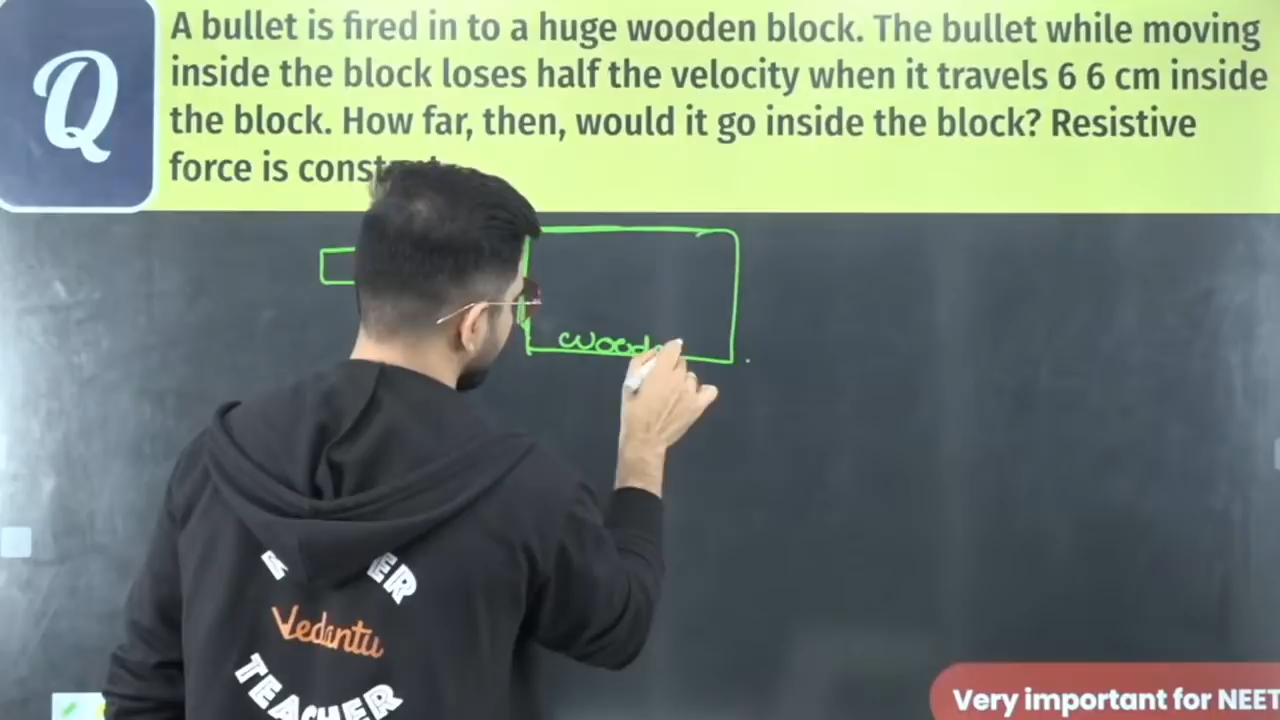 Q
A bullet is fired in to a huge wooden block. The bullet while moving
inside the block loses half the velocity when it travels 6 6 cm inside
the block. How far, then, would it go inside the block? Resistive
force is
Vedantu
TEACHER
Very important for NEET